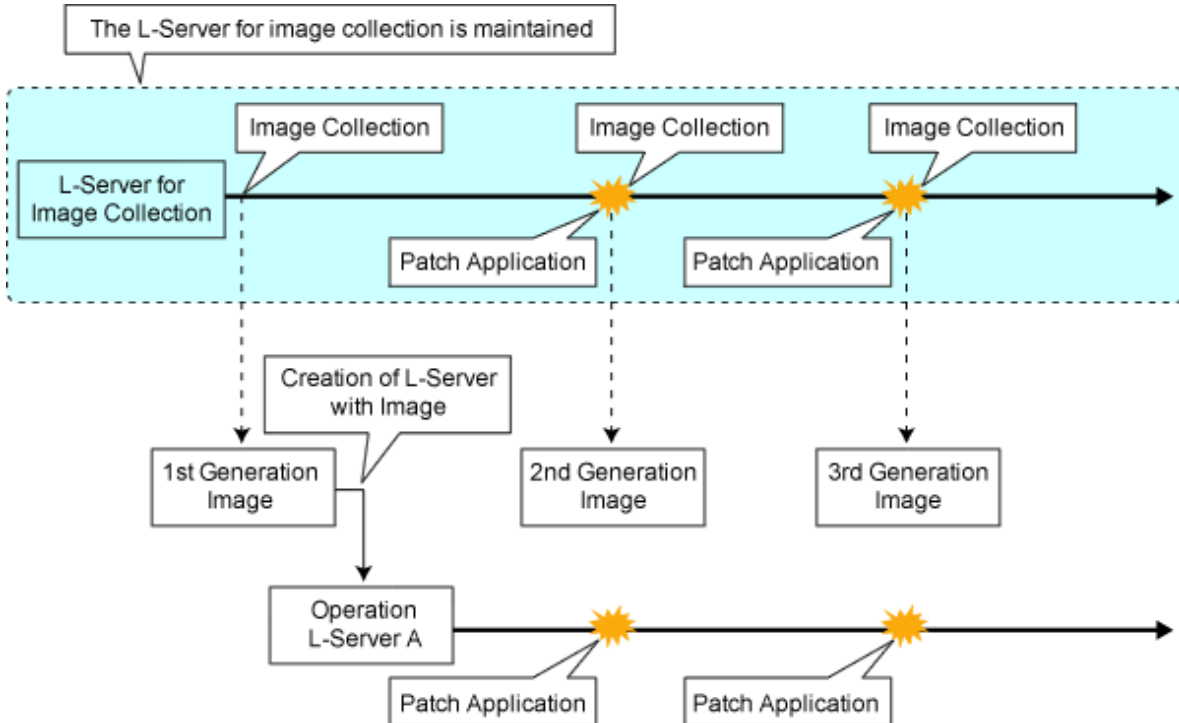 The L-Server for image collection is maintained
Image Collection
Image Collection
Image Collection
L-Server for
Image Collection
Patch Application
Patch Application
Creation of L-Server
with Image
1st Generation
Image
2nd Generation
Image
3rd Generation
Image
Operation
L-Server A
Patch Application
Patch Application